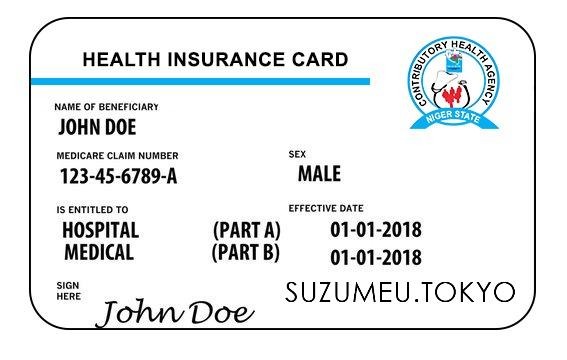 HEALTH INSURANCE CARD
CONTRIBUTORY HEALTH AGENCY
NIGER STATE
NAME OF BENEFICIARY
JOHN DOE
MEDICARE CLAIM NUMBER
SEX
123-45-6789-A
MALE
IS ENTITLED TO
EFFECTIVE DATE
HOSPITAL (PART A) 01-01-2018
MEDICAL (PART B) 01-01-2018
SIGN
HERE
John Doe
SUZUMEU.TOKYO